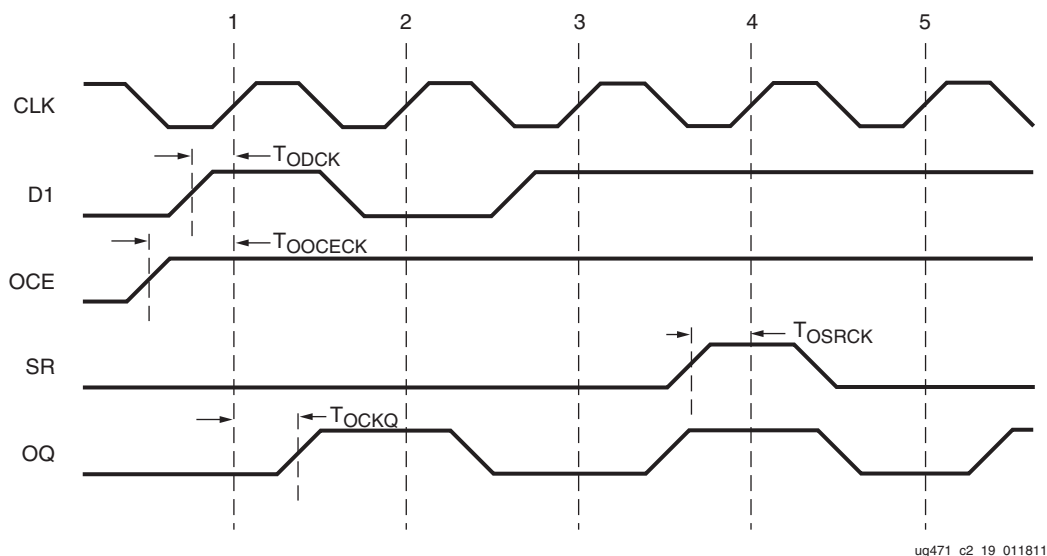 1 2 3 4 5
CLK
TODCK
D1
TOOCECK
OCE
TOSRCK
SR
TOCKQ
OQ
ug471_c2_19_011811